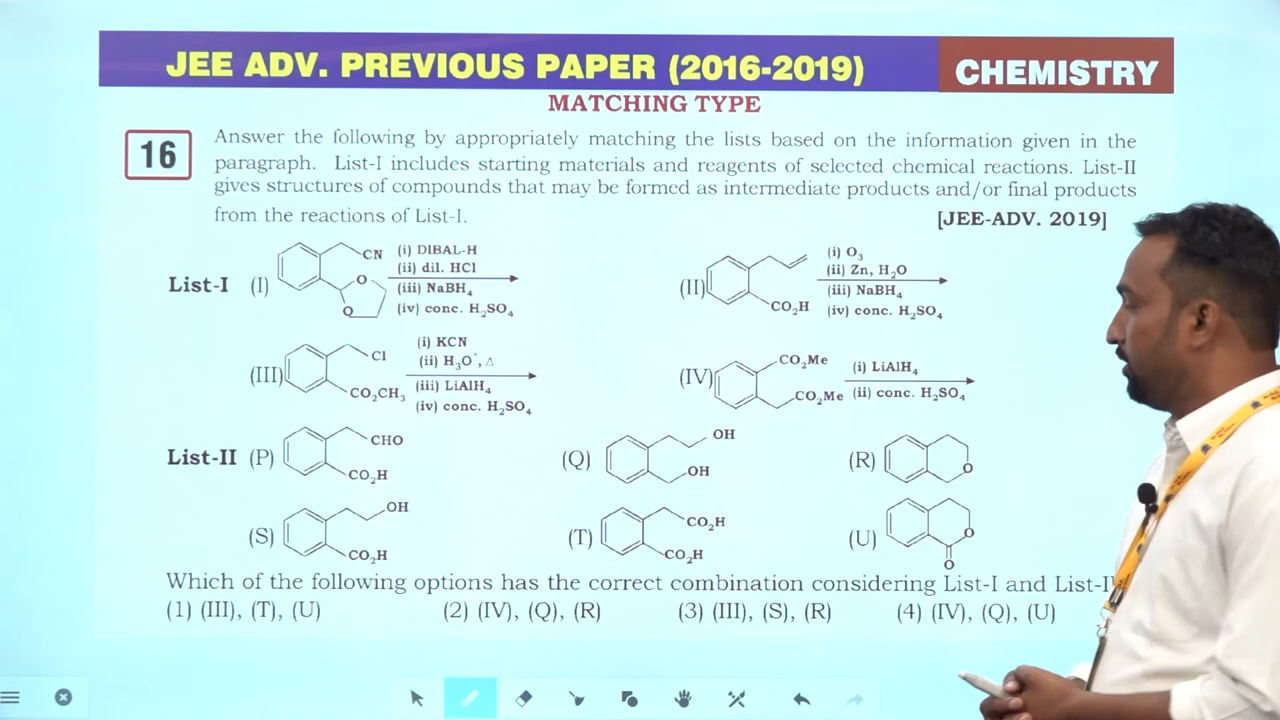 JEE ADV. PREVIOUS PAPER (2016-2019) CHEMISTRY
MATCHING TYPE
16 Answer the following by appropriately matching the lists based on the information given in the
paragraph. List-I includes starting materials and reagents of selected chemical reactions. List-II
gives structures of compounds that may be formed as intermediate products and/or final products
from the reactions of List-I. [JEE-ADV. 2019]
List-I (I) CN O O (i) DIBAL-H
(ii) dil. HCl
(iii) NaBH₄
(iv) conc. H₂SO₄
(II) CO₂H (i) O₃
(ii) Zn, H₂O
(iii) NaBH₄
(iv) conc. H₂SO₄
(III) Cl CO₂CH₃ (i) KCN
(ii) H₃O⁺, Δ
(iii) LiAlH₄
(iv) conc. H₂SO₄
(IV) CO₂Me CO₂Me (i) LiAlH₄
(ii) conc. H₂SO₄
List-II (P) CHO CO₂H (Q) OH OH (R) O
(S) OH CO₂H (T) CO₂H CO₂H (U) O O
Which of the following options has the correct combination considering List-I and
(1) (III), (T), (U) (2) (IV), (Q), (R) (3) (III), (S), (R) (4) (IV), (Q), (U)